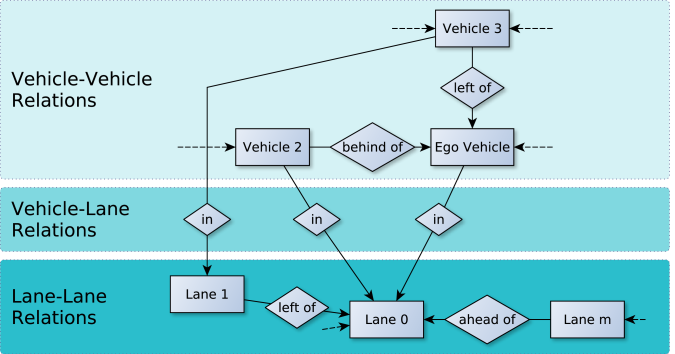 Vehicle 3
Vehicle-Vehicle
Relations
left of
Vehicle 2
behind of
Ego Vehicle
Vehicle-Lane
Relations
in
in
in
Lane-Lane
Relations
Lane 1
left of
Lane 0
ahead of
Lane m